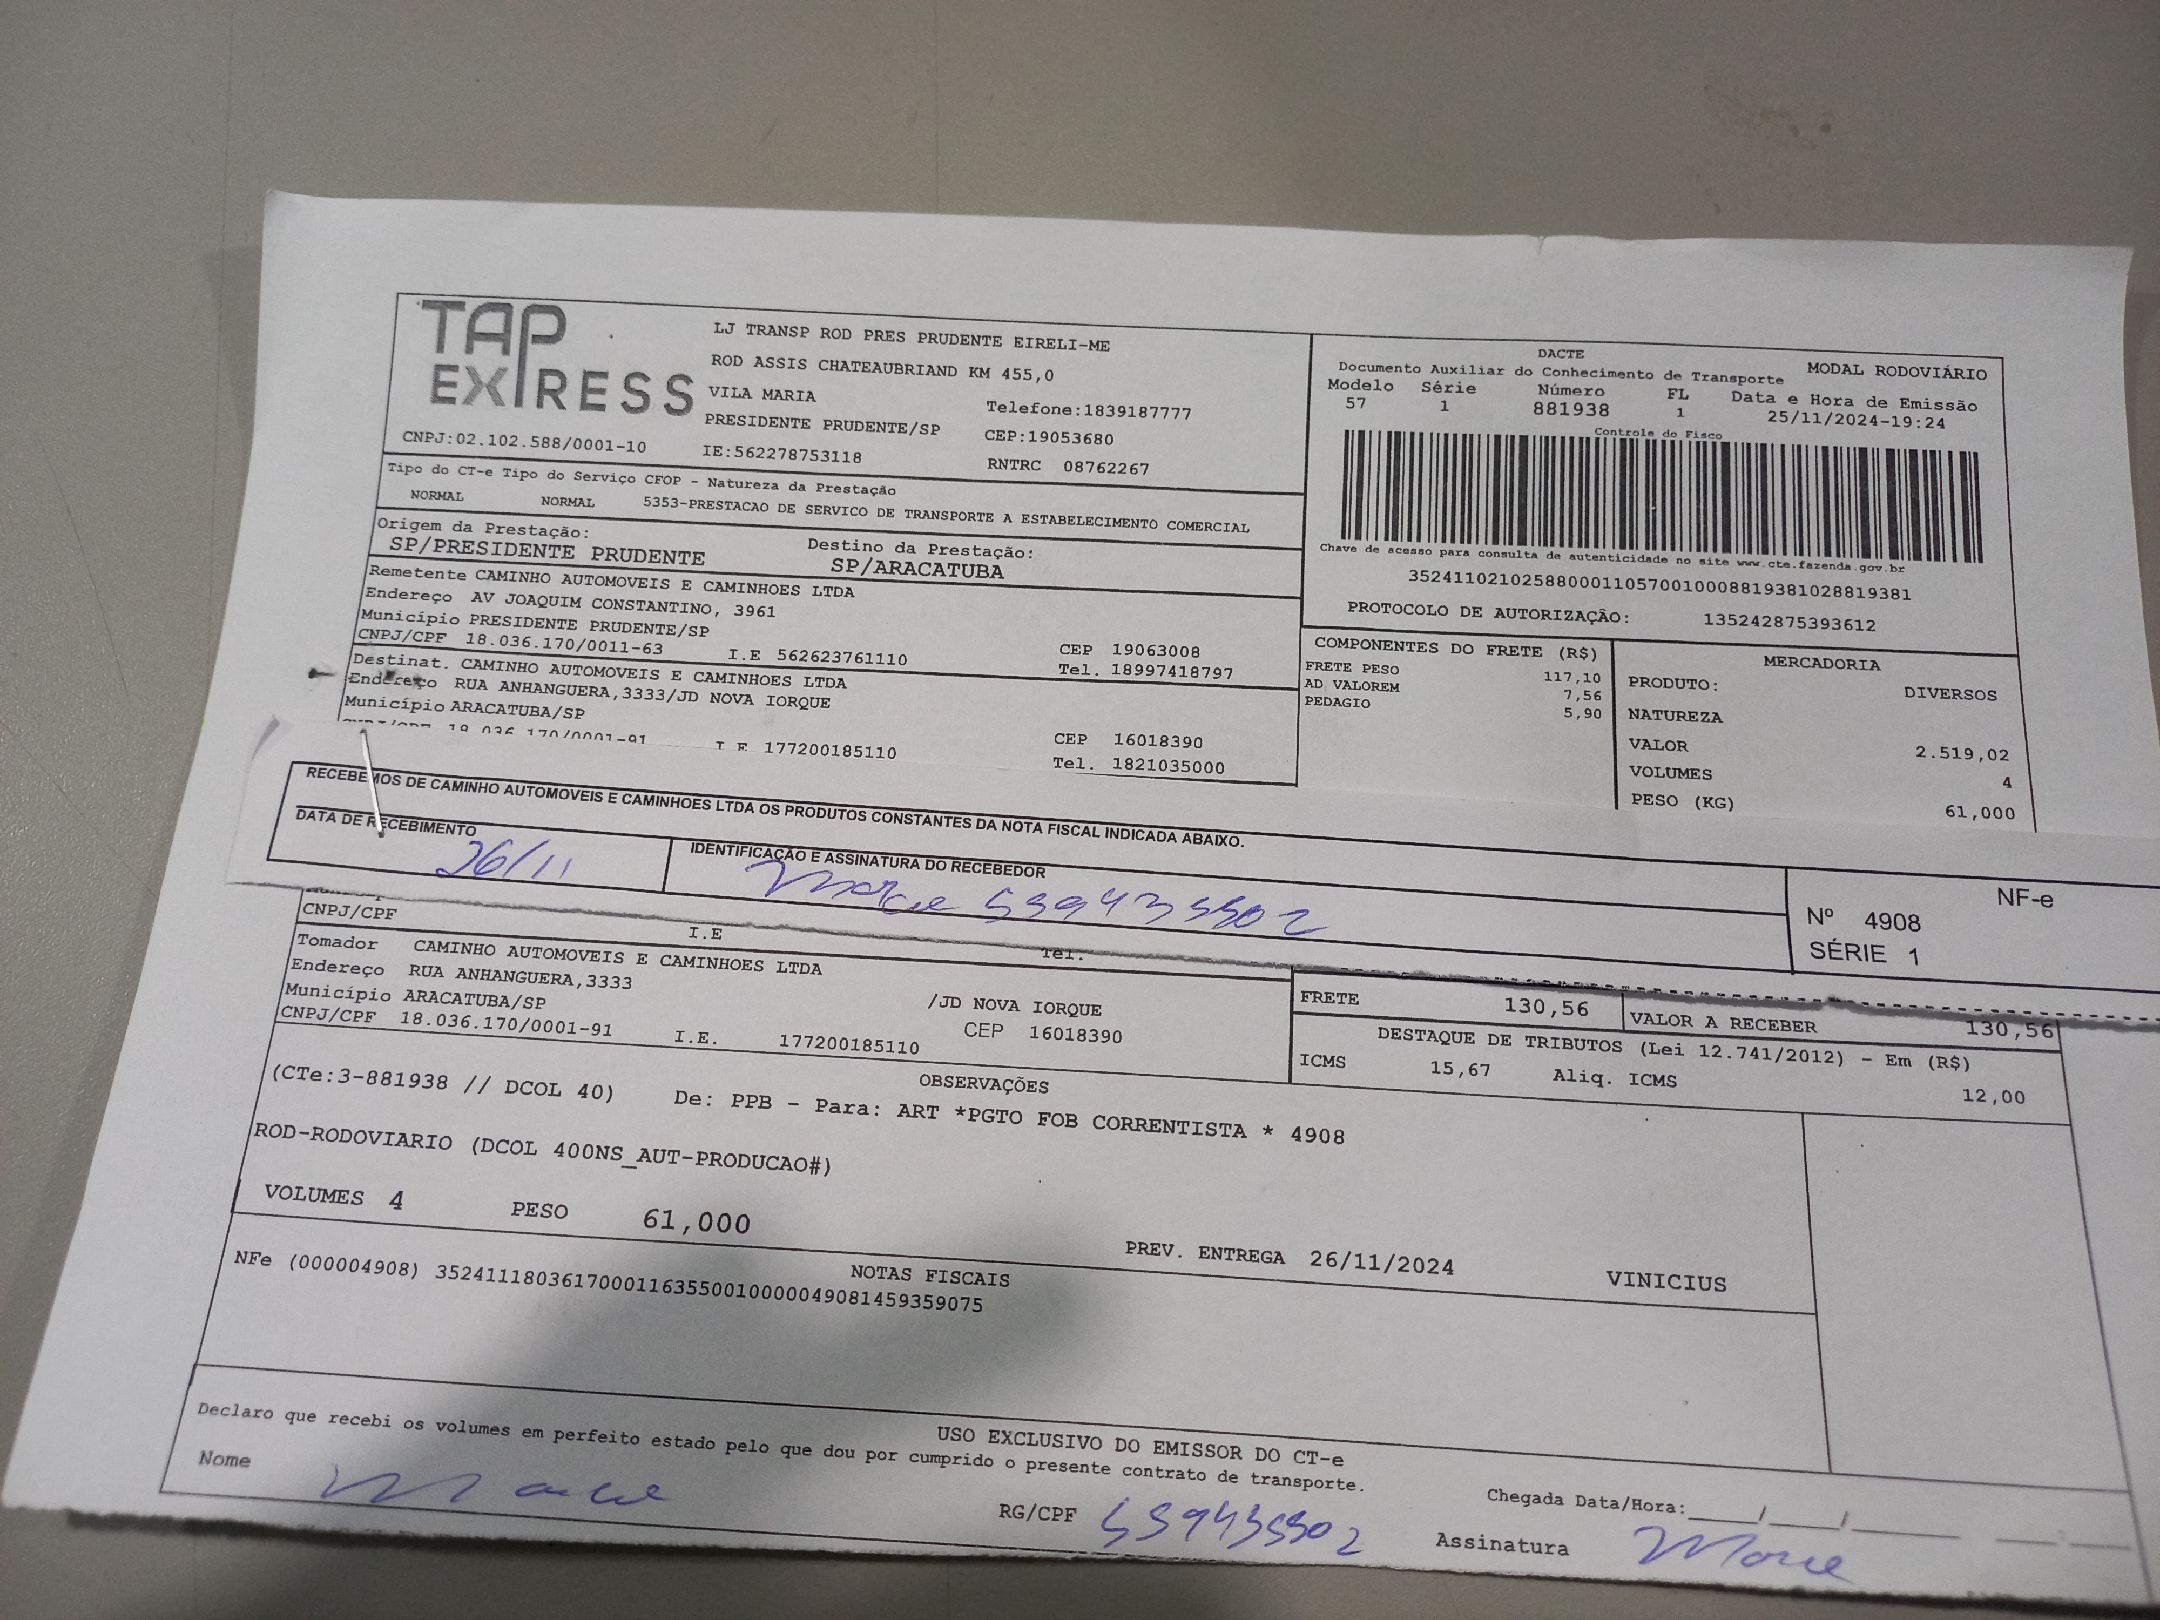 TAP EXPRESS
LJ TRANSP ROD PRES PRUDENTE EIRELI-ME
ROD ASSIS CHATEAUBRIAND KM 455,0
VILA MARIA
Telefone:1839187777
PRESIDENTE PRUDENTE/SP CEP:19053680
CNPJ:02.102.588/0001-10 IE:562278753118 RNTRC 08762267
DACTE
MODAL RODOVIÁRIO
Documento Auxiliar do Conhecimento de Transporte
Modelo Série Número FL Data e Hora de Emissão
57 1 881938 1 25/11/2024-19:24
Controle do Fisco
Chave de acesso para consulta de autenticidade no site www.cte.fazenda.gov.br
35241102102588000110570010008819381028819381
PROTOCOLO DE AUTORIZAÇÃO: 135242875393612
Tipo do CT-e Tipo do Serviço CFOP - Natureza da Prestação
NORMAL NORMAL 5353-PRESTACAO DE SERVICO DE TRANSPORTE A ESTABELECIMENTO COMERCIAL
Origem da Prestação: Destino da Prestação:
SP/PRESIDENTE PRUDENTE SP/ARACATUBA
Remetente CAMINHO AUTOMOVEIS E CAMINHOES LTDA
Endereço AV JOAQUIM CONSTANTINO, 3961
Município PRESIDENTE PRUDENTE/SP CEP 19063008
CNPJ/CPF 18.036.170/0011-63 I.E 562623761110 Tel. 18997418797
Destinat. CAMINHO AUTOMOVEIS E CAMINHOES LTDA
Endereço RUA ANHANGUERA,3333/JD NOVA IORQUE
Município ARACATUBA/SP CEP 16018390
CNPJ/CPF 18.036.170/0001-91 I.E 177200185110 Tel. 1821035000
COMPONENTES DO FRETE (R$)
FRETE PESO 117,10
AD VALOREM 7,56
PEDAGIO 5,90
MERCADORIA
PRODUTO: DIVERSOS
NATUREZA
VALOR 2.519,02
VOLUMES 4
PESO (KG) 61,000
RECEBEMOS DE CAMINHO AUTOMOVEIS E CAMINHOES LTDA OS PRODUTOS CONSTANTES DA NOTA FISCAL INDICADA ABAIXO.
DATA DE RECEBIMENTO IDENTIFICAÇÃO E ASSINATURA DO RECEBEDOR
26/11
NF-e
Nº 4908
SÉRIE 1
CNPJ/CPF I.E Tel.
Tomador CAMINHO AUTOMOVEIS E CAMINHOES LTDA
Endereço RUA ANHANGUERA,3333 /JD NOVA IORQUE
Município ARACATUBA/SP CEP 16018390
CNPJ/CPF 18.036.170/0001-91 I.E. 177200185110
FRETE 130,56 VALOR A RECEBER 130,56
DESTAQUE DE TRIBUTOS (Lei 12.741/2012) - Em (R$)
ICMS 15,67 Aliq. ICMS 12,00
OBSERVAÇÕES
(CTe:3-881938 // DCOL 40) De: PPB - Para: ART *PGTO FOB CORRENTISTA * 4908
ROD-RODOVIARIO (DCOL 400NS_AUT-PRODUCAO#)
VOLUMES 4 PESO 61,000 PREV. ENTREGA 26/11/2024 VINICIUS
NOTAS FISCAIS
NFe (000004908) 35241118036170001163550010000049081459359075
USO EXCLUSIVO DO EMISSOR DO CT-e
Declaro que recebi os volumes em perfeito estado pelo que dou por cumprido o presente contrato de transporte.
Nome RG/CPF Chegada Data/Hora:____/____/______
Assinatura